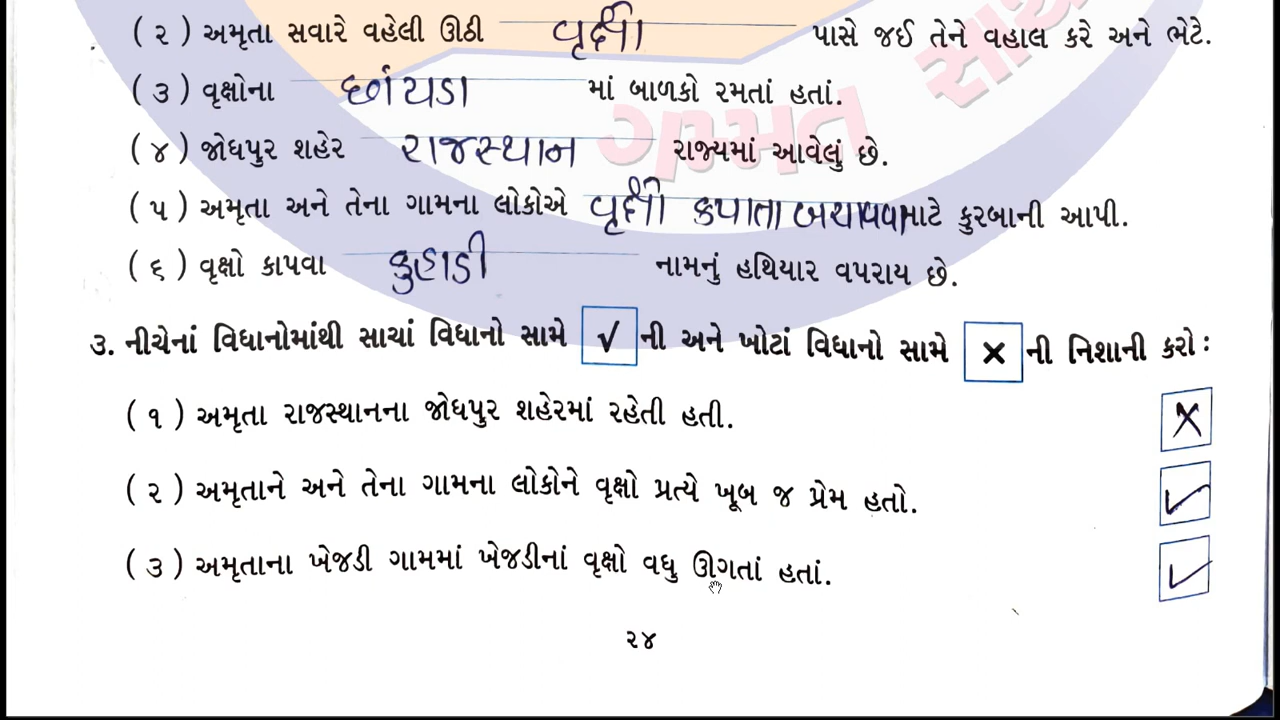 (૨) અમૃતા સવારે વહેલી ઊઠી વૃક્ષો પાસે જઈ તેને વહાલ કરે અને ભેટે.
(૩) વૃક્ષોના છાંયડા માં બાળકો રમતાં હતાં.
(૪) જોધપુર શહેર રાજસ્થાન રાજ્યમાં આવેલું છે.
(૫) અમૃતા અને તેના ગામના લોકોએ વૃક્ષો કપાતા બચાવવા માટે કુરબાની આપી.
(૬) વૃક્ષો કાપવા કુહાડી નામનું હથિયાર વપરાય છે.
૩. નીચેનાં વિધાનોમાંથી સાચાં વિધાનો સામે ✓ ની અને ખોટાં વિધાનો સામે × ની નિશાની કરો :
(૧) અમૃતા રાજસ્થાનના જોધપુર શહેરમાં રહેતી હતી. ×
(૨) અમૃતાને અને તેના ગામના લોકોને વૃક્ષો પ્રત્યે ખૂબ જ પ્રેમ હતો. ✓
(૩) અમૃતાના ખેજડી ગામમાં ખેજડીનાં વૃક્ષો વધુ ઊગતાં હતાં. ✓
૨૪
ગમ્મત